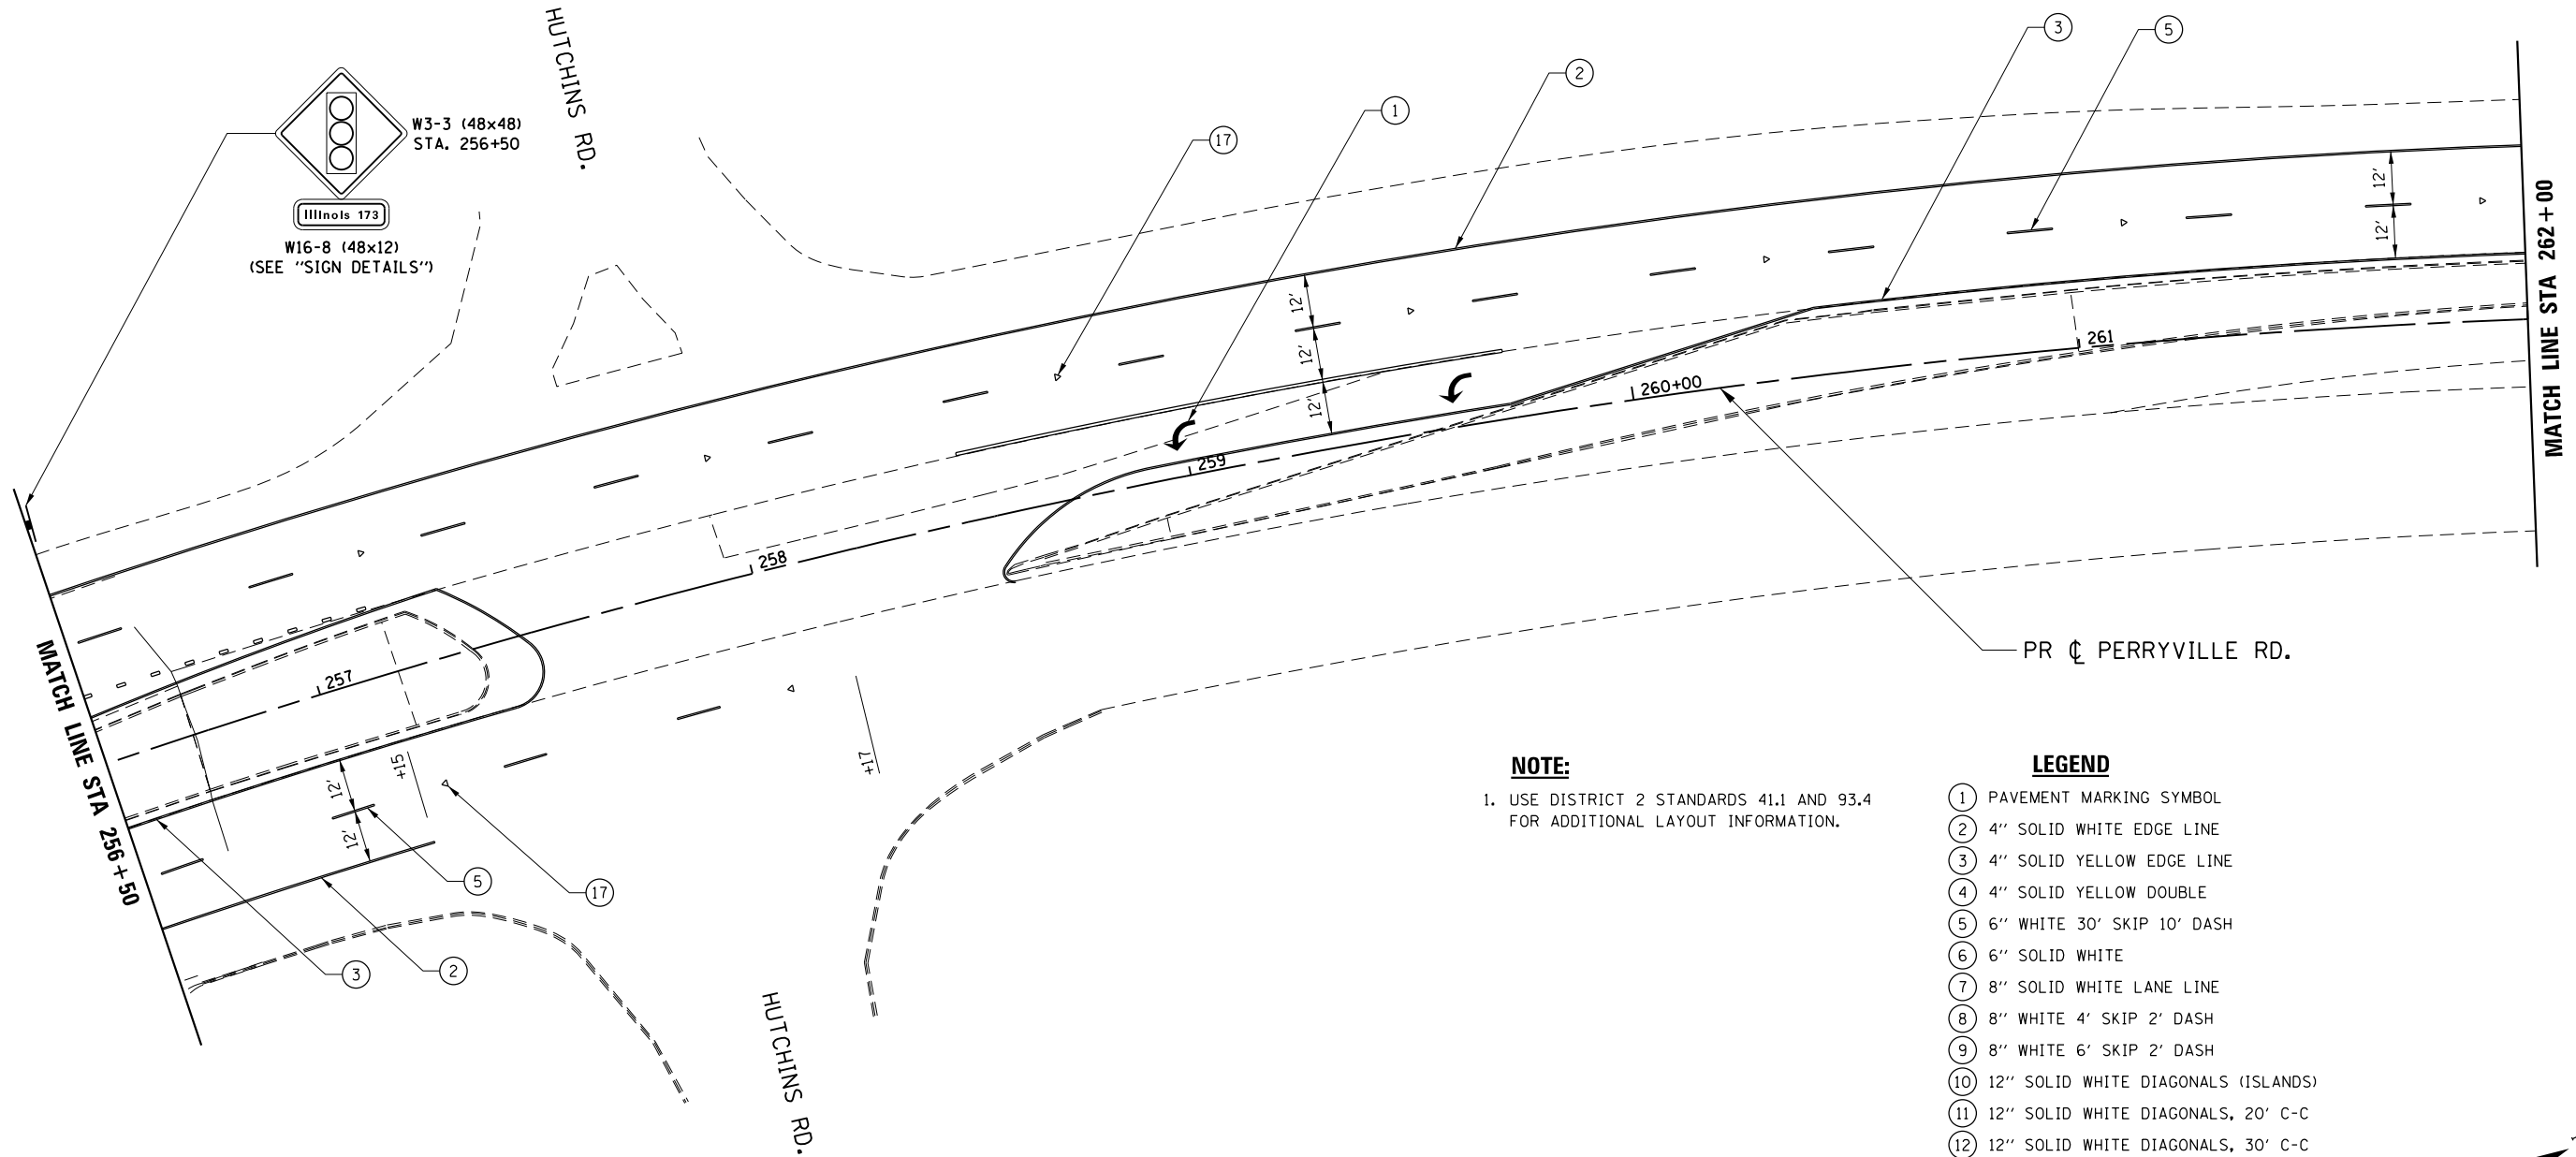 HUTCHINS RD.
W3-3 (48x48)
STA. 256+50
IllInoIs 173
W16-8 (48x12)
(SEE "SIGN DETAILS")
17
1
2
3
5
12'
12'
12'
12'
12'
MATCH LINE STA 262+00
261
260+00
259
258
257
PR ℄ PERRYVILLE RD.
MATCH LINE STA 256+50
+15
+17
12'
12'
5
17
3
2
HUTCHINS RD.
NOTE:
1. USE DISTRICT 2 STANDARDS 41.1 AND 93.4
FOR ADDITIONAL LAYOUT INFORMATION.
LEGEND
1 PAVEMENT MARKING SYMBOL
2 4" SOLID WHITE EDGE LINE
3 4" SOLID YELLOW EDGE LINE
4 4" SOLID YELLOW DOUBLE
5 6" WHITE 30' SKIP 10' DASH
6 6" SOLID WHITE
7 8" SOLID WHITE LANE LINE
8 8" WHITE 4' SKIP 2' DASH
9 8" WHITE 6' SKIP 2' DASH
10 12" SOLID WHITE DIAGONALS (ISLANDS)
11 12" SOLID WHITE DIAGONALS, 20' C-C
12 12" SOLID WHITE DIAGONALS, 30' C-C